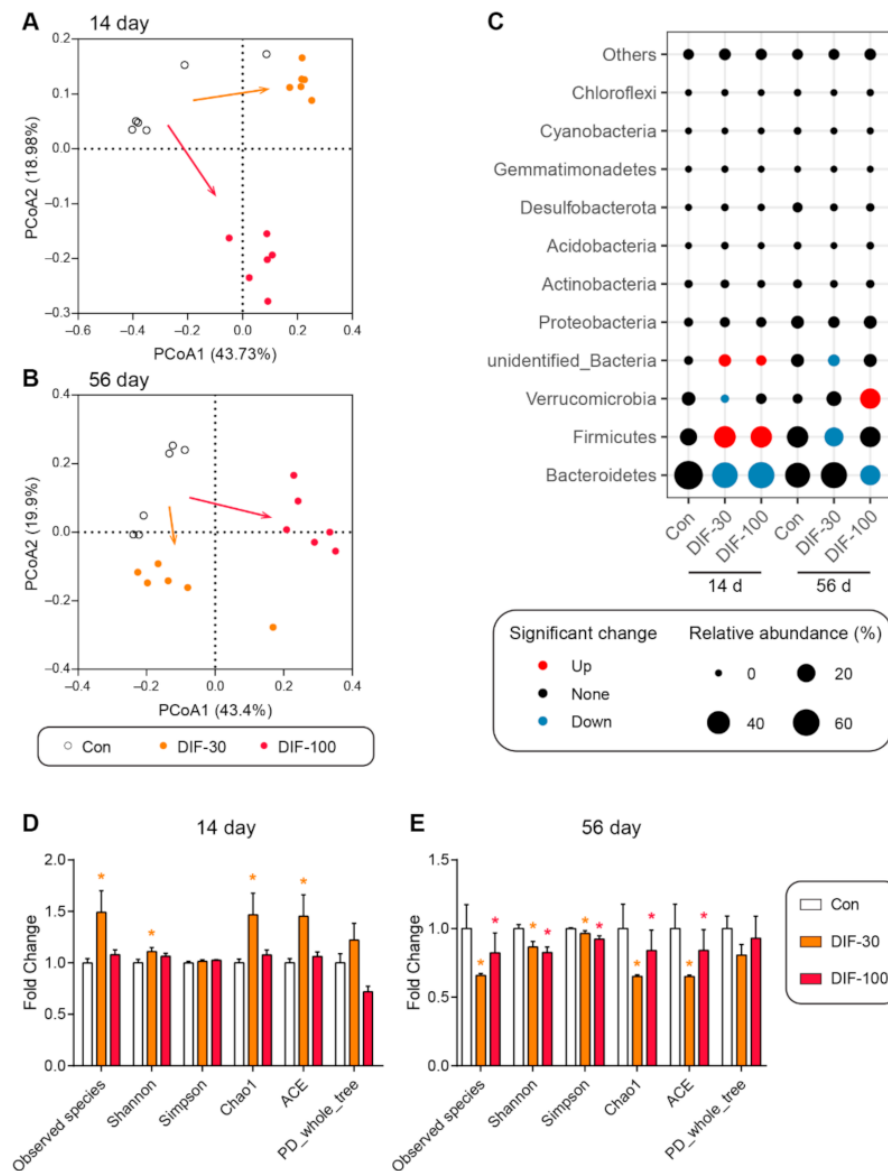 A
14 day
0.2
0.1
0.0
−0.1
−0.2
−0.3
PCoA2 (18.98%)
−0.6
−0.4
−0.2
0.0
0.2
0.4
PCoA1 (43.73%)
B
56 day
0.4
0.2
0.0
−0.2
−0.4
PCoA2 (19.9%)
−0.4
−0.2
0.0
0.2
0.4
PCoA1 (43.4%)
Con
DIF-30
DIF-100
C
Others
Chloroflexi
Cyanobacteria
Gemmatimonadetes
Desulfobacterota
Acidobacteria
Actinobacteria
Proteobacteria
unidentified_Bacteria
Verrucomicrobia
Firmicutes
Bacteroidetes
Con
DIF-30
DIF-100
Con
DIF-30
DIF-100
14 d
56 d
Significant change
Up
None
Down
Relative abundance (%)
0
20
40
60
D
14 day
2.0
1.5
1.0
0.5
0.0
Fold Change
* * * *
Observed species
Shannon
Simpson
Chao1
ACE
PD_whole_tree
E
56 day
1.5
1.0
0.5
0.0
Fold Change
* * * * * * * * * *
Observed species
Shannon
Simpson
Chao1
ACE
PD_whole_tree
Con
DIF-30
DIF-100